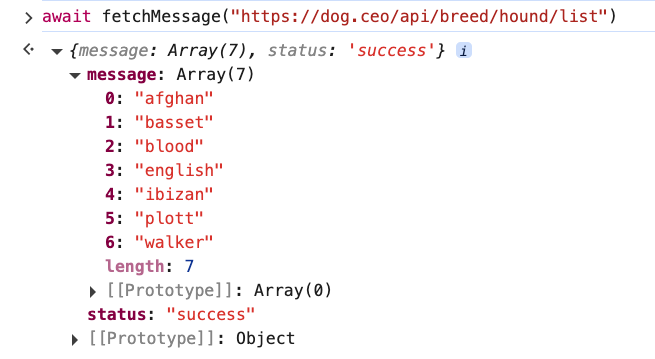 > await fetchMessage("https://dog.ceo/api/breed/hound/list")
{message: Array(7), status: 'success'} i
message: Array(7)
0: "afghan"
1: "basset"
2: "blood"
3: "english"
4: "ibizan"
5: "plott"
6: "walker"
length: 7
[[Prototype]]: Array(0)
status: "success"
[[Prototype]]: Object